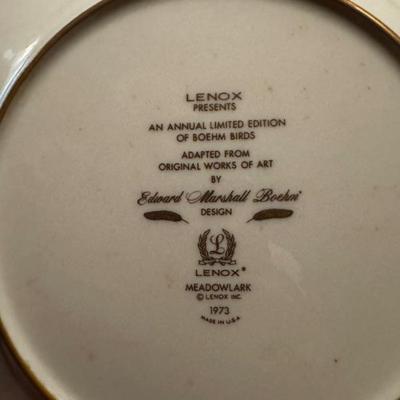 LENOX
PRESENTS
AN ANNUAL LIMITED EDITION
OF BOEHM BIRDS
ADAPTED FROM
ORIGINAL WORKS OF ART
BY
Edward Marshall Boehm
DESIGN
L
LENOX®
MEADOWLARK
© LENOX INC.
1973
MADE IN U.S.A.